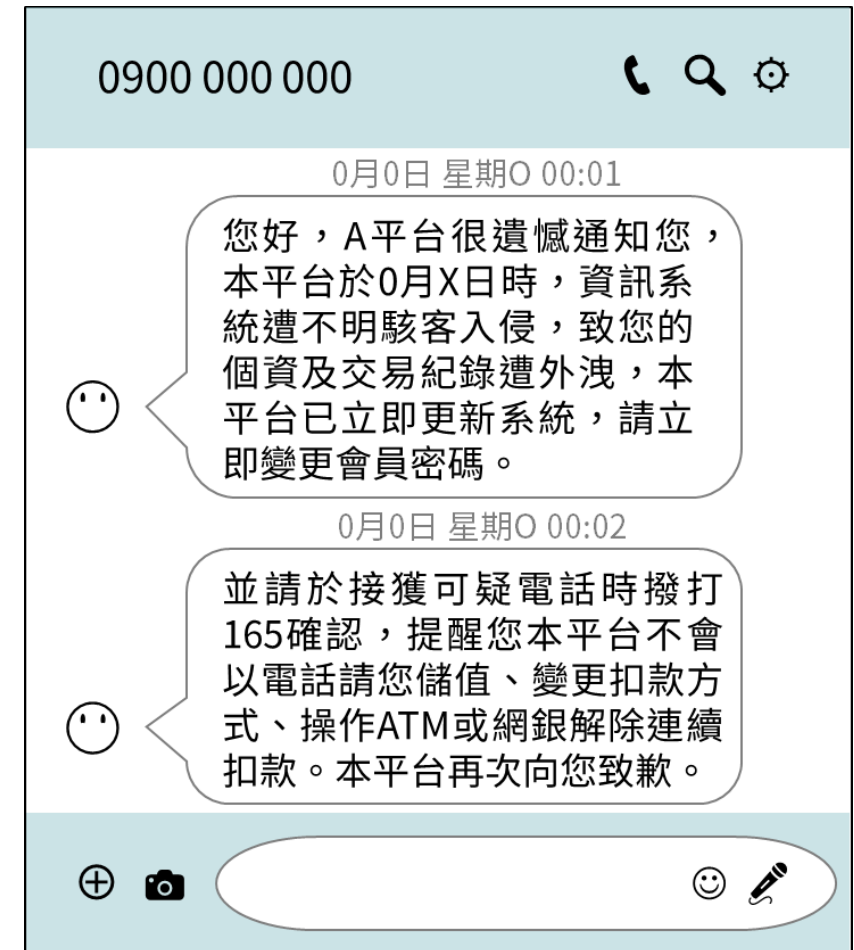 0900 000 000
0月0日 星期O 00:01
您好，A平台很遺憾通知您，
本平台於0月X日時，資訊系
統遭不明駭客入侵，致您的
個資及交易紀錄遭外洩，本
平台已立即更新系統，請立
即變更會員密碼。
0月0日 星期O 00:02
並請於接獲可疑電話時撥打
165確認，提醒您本平台不會
以電話請您儲值、變更扣款方
式、操作ATM或網銀解除連續
扣款。本平台再次向您致歉。